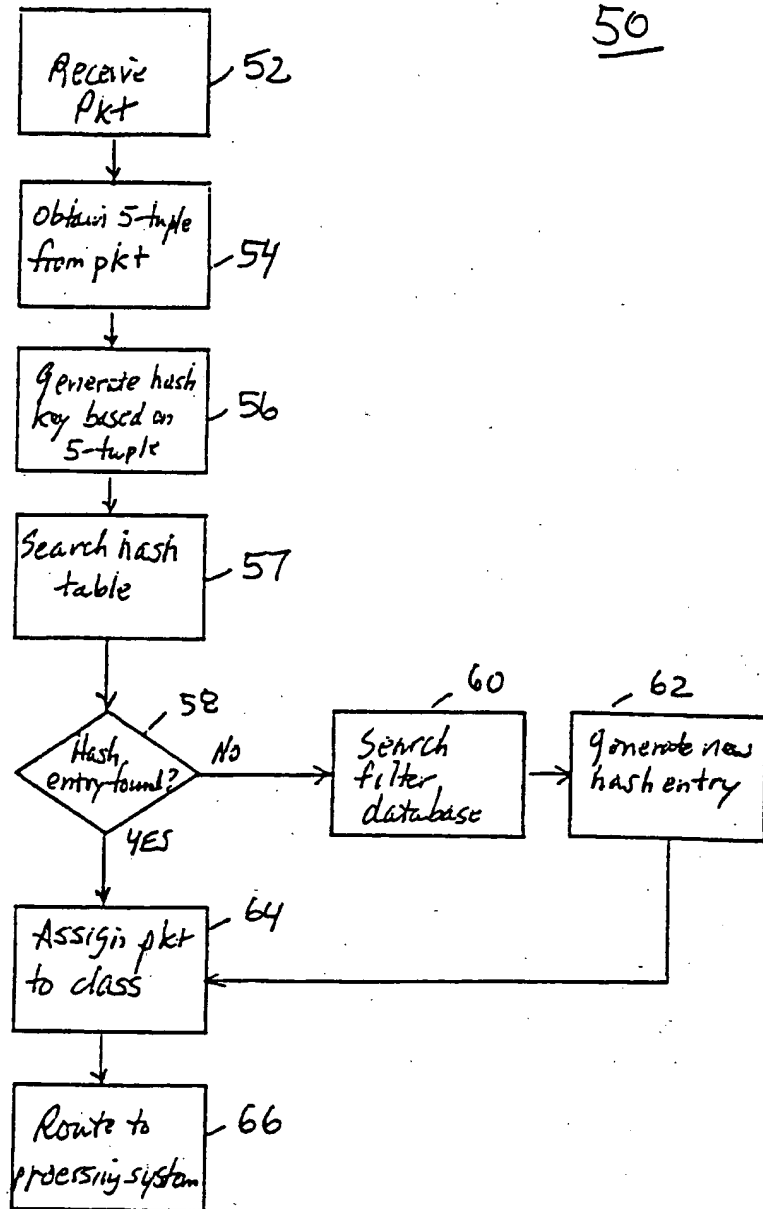 50
Receive
Pkt
52
Obtain 5-tuple
from pkt
54
generate hash
key based on
5-tuple
56
Search hash
table
57
Hash
entry found?
58
No
YES
Search
filter
database
60
generate new
hash entry
62
Assign pkt
to class
64
Route to
processing system
66